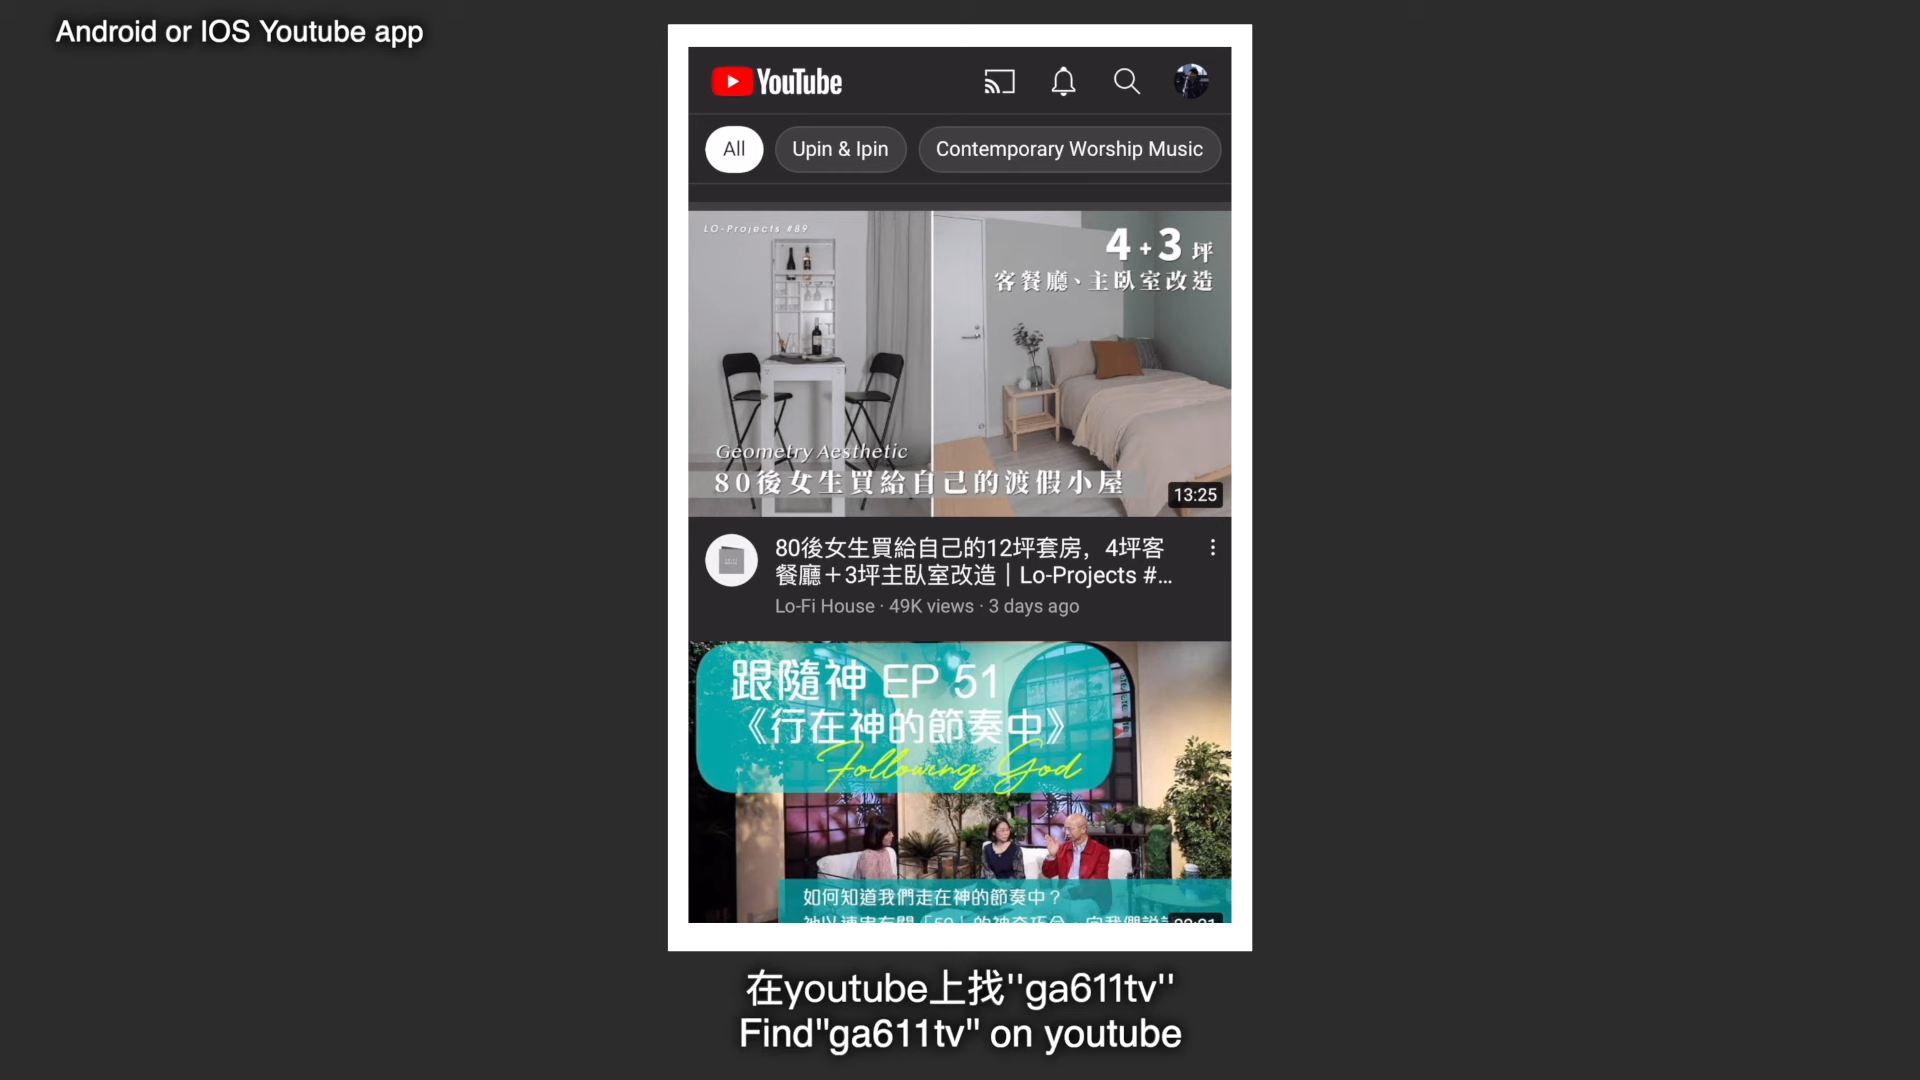 Android or IOS Youtube app
YouTube
All
Upin & Ipin
Contemporary Worship Music
LO-Projects #89
4+3 坪
客餐廳、主臥室改造
Geometry Aesthetic
80後女生買給自己的渡假小屋
13:25
80後女生買給自己的12坪套房，4坪客
餐廳＋3坪主臥室改造｜Lo-Projects #...
Lo-Fi House · 49K views · 3 days ago
跟隨神 EP 51
《行在神的節奏中》
Following God
如何知道我們走在神的節奏中？
在youtube上找''ga611tv''
Find"ga611tv" on youtube